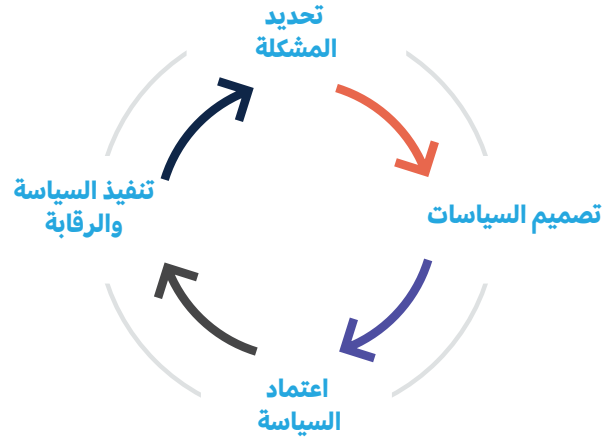 تحديد
المشكلة
تصميم السياسات
اعتماد
السياسة
تنفيذ السياسة
والرقابة